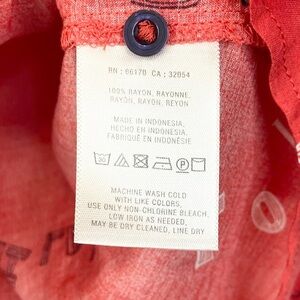 RN : 66170 CA : 32054
100% RAYON, RAYONNE,
RAYÓN, RAYON, REYON
MADE IN INDONESIA,
HECHO EN INDONESIA,
FABRIQUÉ EN INDONÉSIE
MACHINE WASH COLD
WITH LIKE COLORS,
USE ONLY NON-CHLORINE BLEACH,
LOW IRON AS NEEDED,
MAY BE DRY CLEANED, LINE DRY